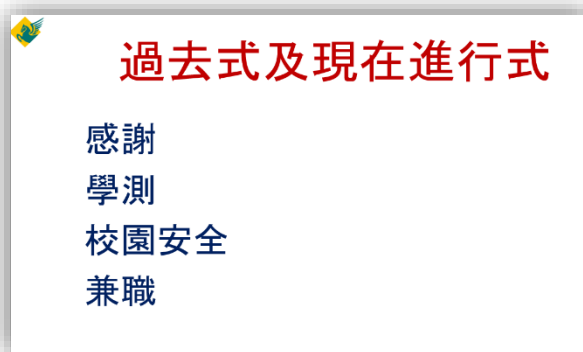 過去式及現在進行式
感謝
學測
校園安全
兼職